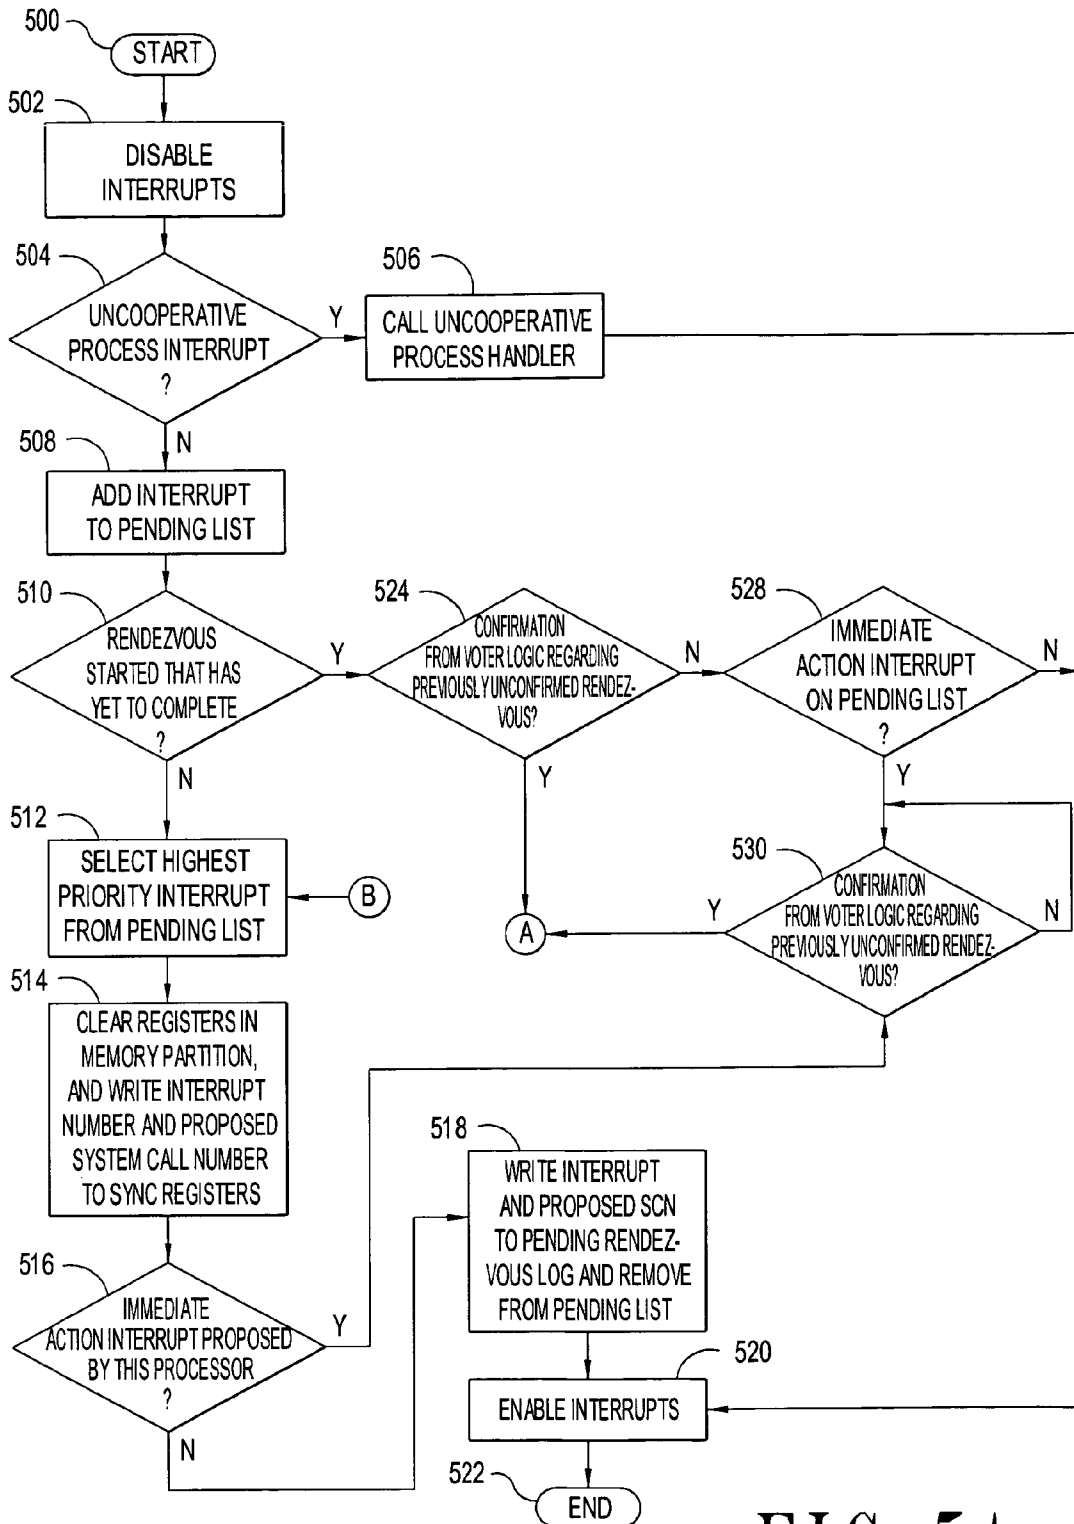 500
START
502
DISABLE
INTERRUPTS
504
UNCOOPERATIVE
PROCESS INTERRUPT
?
Y
N
506
CALL UNCOOPERATIVE
PROCESS HANDLER
508
ADD INTERRUPT
TO PENDING LIST
510
RENDEZVOUS
STARTED THAT HAS
YET TO COMPLETE
?
Y
N
524
CONFIRMATION
FROM VOTER LOGIC REGARDING
PREVIOUSLY UNCONFIRMED RENDEZ-
VOUS?
N
Y
528
IMMEDIATE
ACTION INTERRUPT
ON PENDING LIST
?
N
Y
512
SELECT HIGHEST
PRIORITY INTERRUPT
FROM PENDING LIST
B
A
530
CONFIRMATION
FROM VOTER LOGIC REGARDING
PREVIOUSLY UNCONFIRMED RENDEZ-
VOUS?
Y
N
514
CLEAR REGISTERS IN
MEMORY PARTITION,
AND WRITE INTERRUPT
NUMBER AND PROPOSED
SYSTEM CALL NUMBER
TO SYNC REGISTERS
516
IMMEDIATE
ACTION INTERRUPT PROPOSED
BY THIS PROCESSOR
?
Y
N
518
WRITE INTERRUPT
AND PROPOSED SCN
TO PENDING RENDEZ-
VOUS LOG AND REMOVE
FROM PENDING LIST
520
ENABLE INTERRUPTS
522
END